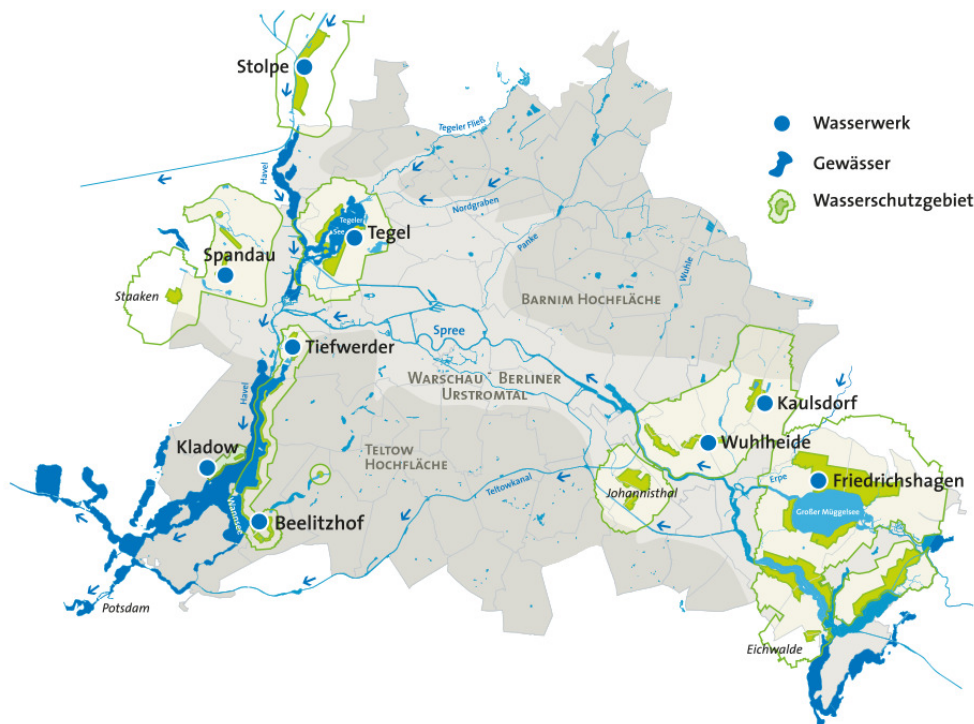 Stolpe
Wasserwerk
Gewässer
Wasserschutzgebiet
Tegeler Fließ
Havel
Nordgraben
Tegeler
See
Tegel
Panke
Wuhle
Spandau
Staaken
BARNIM HOCHFLÄCHE
Spree
Tiefwerder
WARSCHAU - BERLINER
URSTROMTAL
Havel
Kaulsdorf
Kladow
TELTOW
HOCHFLÄCHE
Wuhlheide
Johannisthal
Erpe
Friedrichshagen
Teltowkanal
Wannsee
Großer Müggelsee
Beelitzhof
Potsdam
Eichwalde